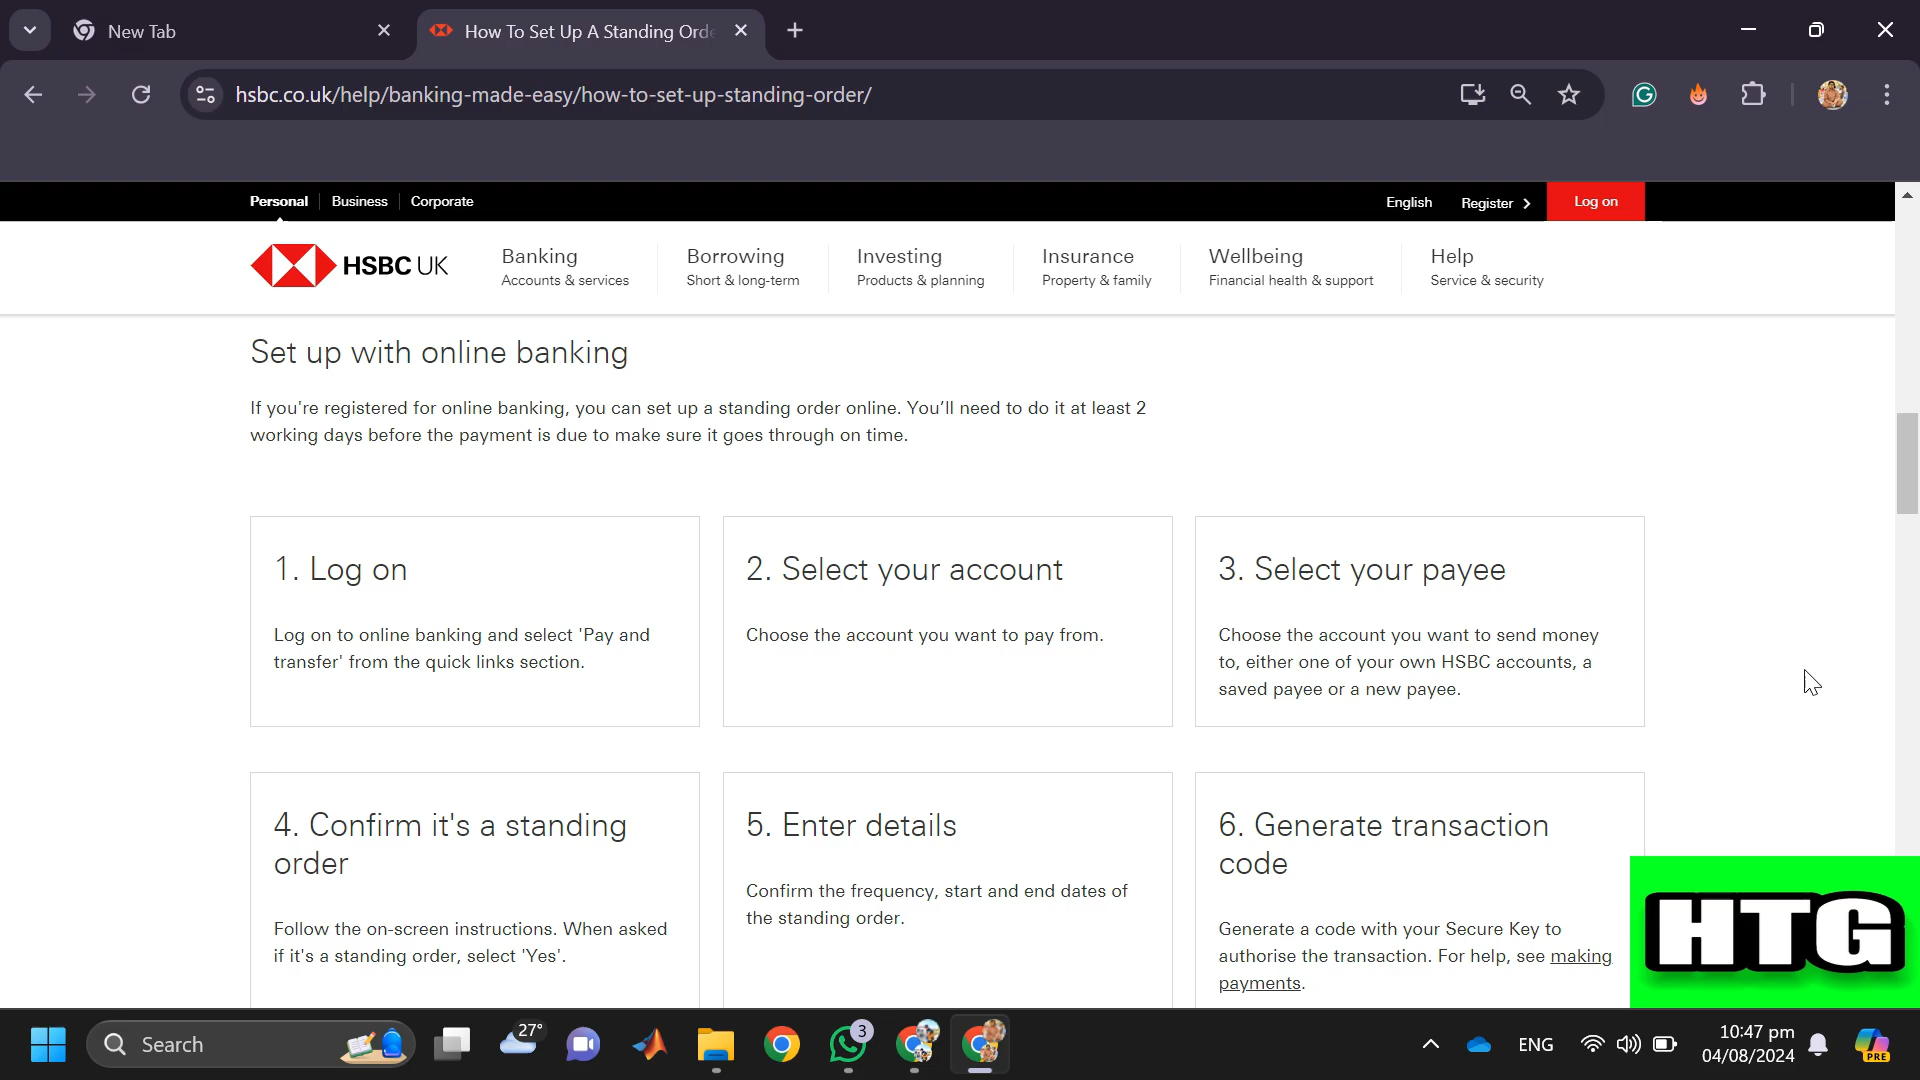 New Tab
How To Set Up A Standing Orde
hsbc.co.uk/help/banking-made-easy/how-to-set-up-standing-order/
Personal
Business
Corporate
English
Register
Log on
HSBC UK
Banking
Accounts & services
Borrowing
Short & long-term
Investing
Products & planning
Insurance
Property & family
Wellbeing
Financial health & support
Help
Service & security
Set up with online banking
If you're registered for online banking, you can set up a standing order online. You’ll need to do it at least 2
working days before the payment is due to make sure it goes through on time.
1. Log on
Log on to online banking and select 'Pay and
transfer' from the quick links section.
2. Select your account
Choose the account you want to pay from.
3. Select your payee
Choose the account you want to send money
to, either one of your own HSBC accounts, a
saved payee or a new payee.
4. Confirm it's a standing
order
Follow the on-screen instructions. When asked
if it's a standing order, select 'Yes'.
5. Enter details
Confirm the frequency, start and end dates of
the standing order.
6. Generate transaction
code
Generate a code with your Secure Key to
authorise the transaction. For help, see making
payments.
HTG
Search
27°
3
ENG
10:47 pm
04/08/2024
PRE